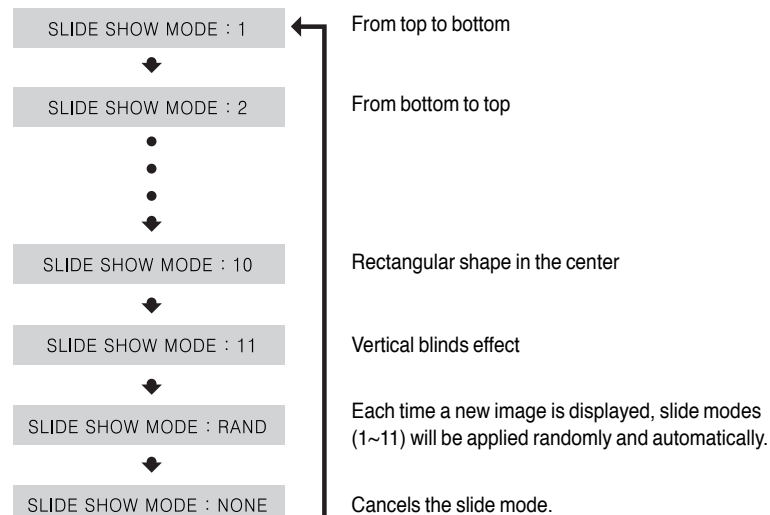 SLIDE SHOW MODE : 1
From top to bottom
SLIDE SHOW MODE : 2
From bottom to top
SLIDE SHOW MODE : 10
Rectangular shape in the center
SLIDE SHOW MODE : 11
Vertical blinds effect
SLIDE SHOW MODE : RAND
Each time a new image is displayed, slide modes
(1~11) will be applied randomly and automatically.
SLIDE SHOW MODE : NONE
Cancels the slide mode.